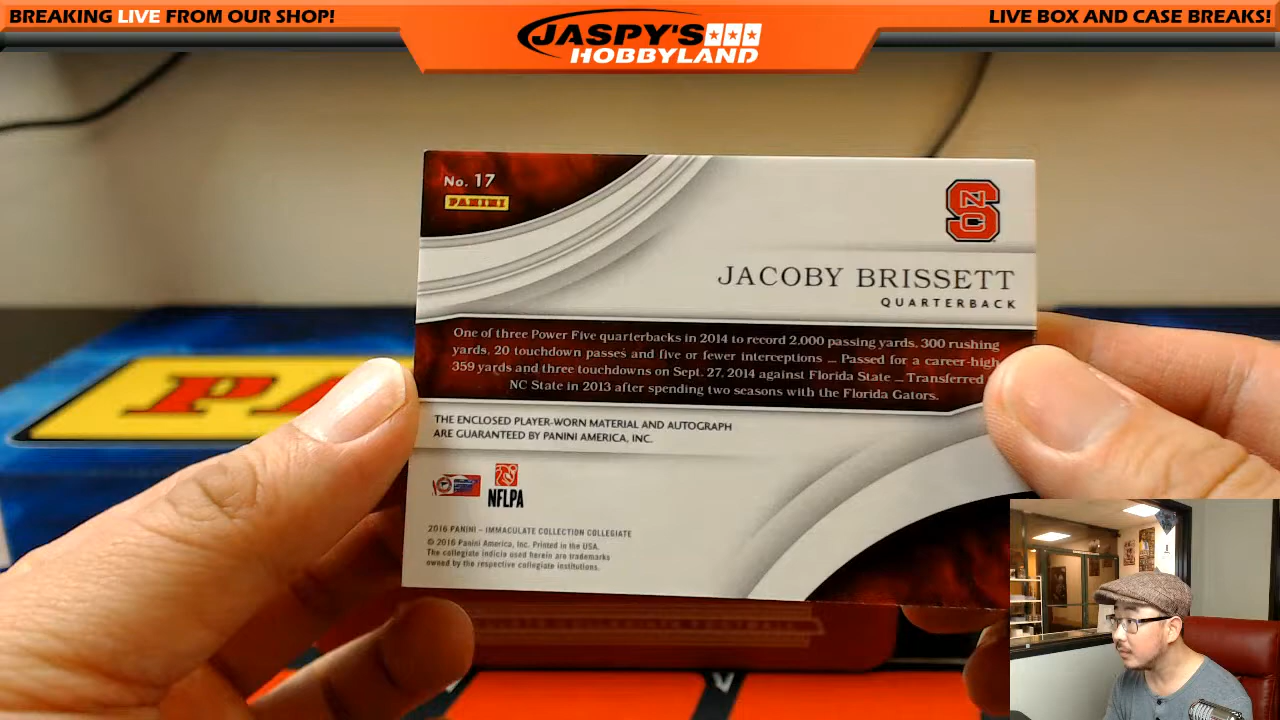 BREAKING LIVE FROM OUR SHOP!
JASPY'S
HOBBYLAND
LIVE BOX AND CASE BREAKS!
No. 17
PANINI
NC
S
JACOBY BRISSETT
QUARTERBACK
One of three Power Five quarterbacks in 2014 to record 2,000 passing yards, 300 rushing
yards, 20 touchdown passes and five or fewer interceptions ... Passed for a career-high
359 yards and three touchdowns on Sept. 27, 2014 against Florida State ... Transferred
NC State in 2013 after spending two seasons with the Florida Gators.
THE ENCLOSED PLAYER-WORN MATERIAL AND AUTOGRAPH
ARE GUARANTEED BY PANINI AMERICA, INC.
NFLPA
2016 PANINI – IMMACULATE COLLECTION COLLEGIATE
© 2016 Panini America, Inc. Printed in the USA.
The collegiate indicia used herein are trademarks
owned by the respective collegiate institutions.
PA